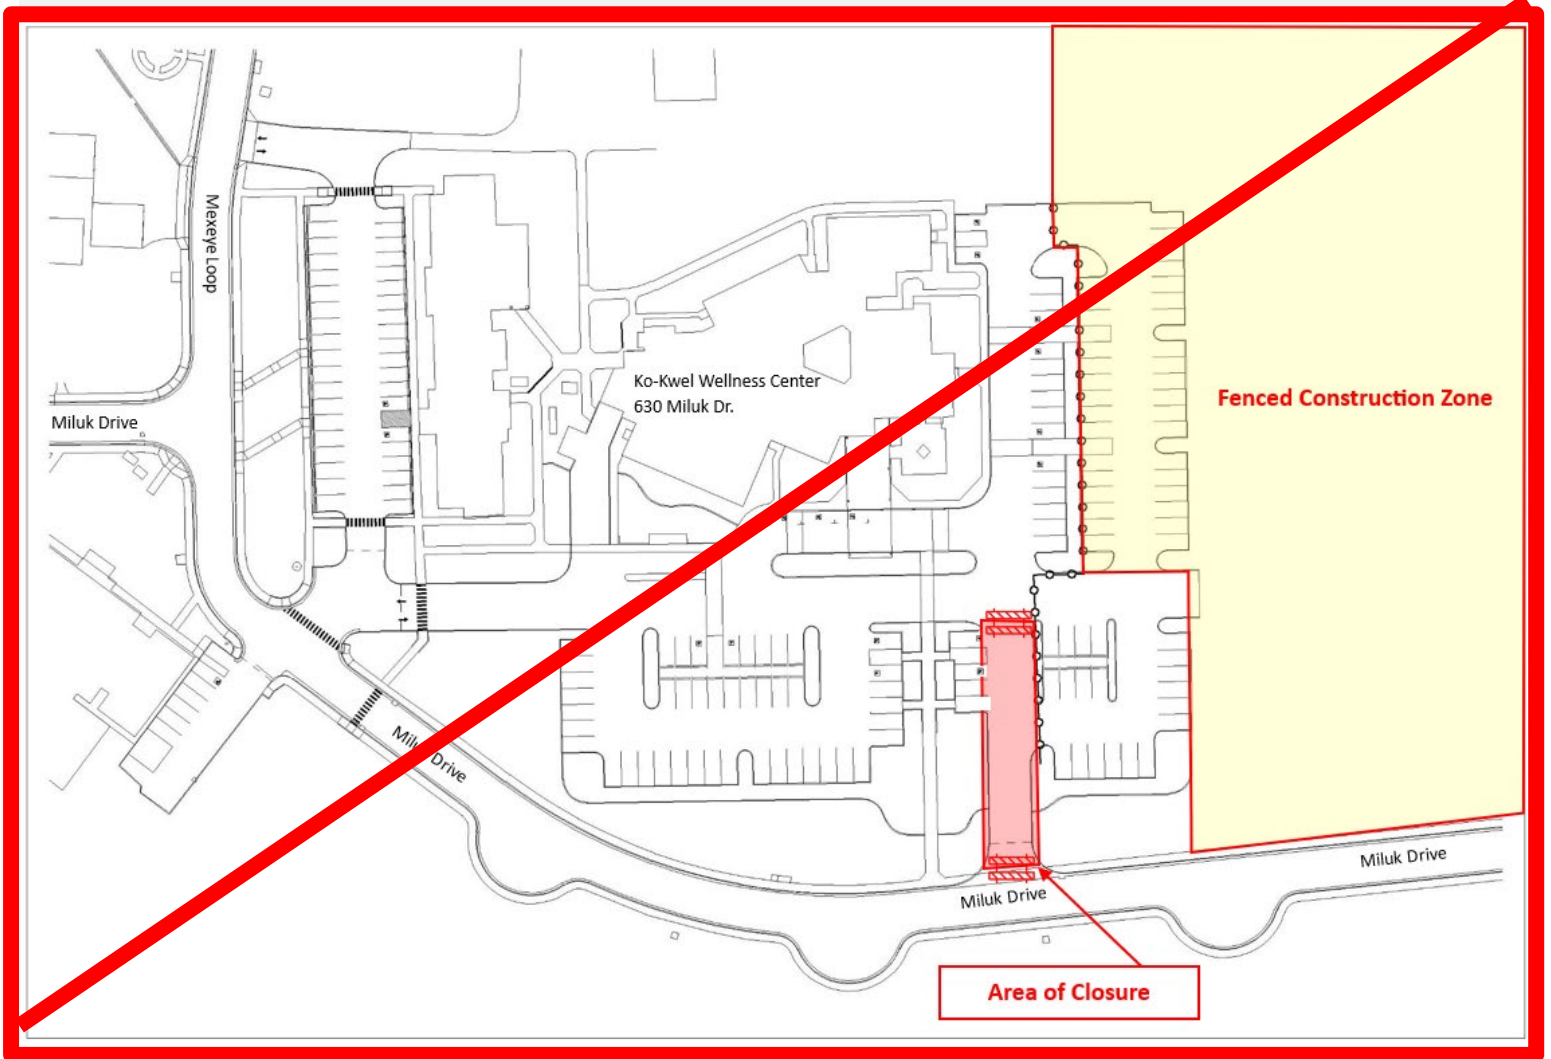 Mexeye Loop
Ko-Kwel Wellness Center
630 Miluk Dr.
Fenced Construction Zone
Miluk Drive
Miluk Drive
Miluk Drive
Miluk Drive
Area of Closure